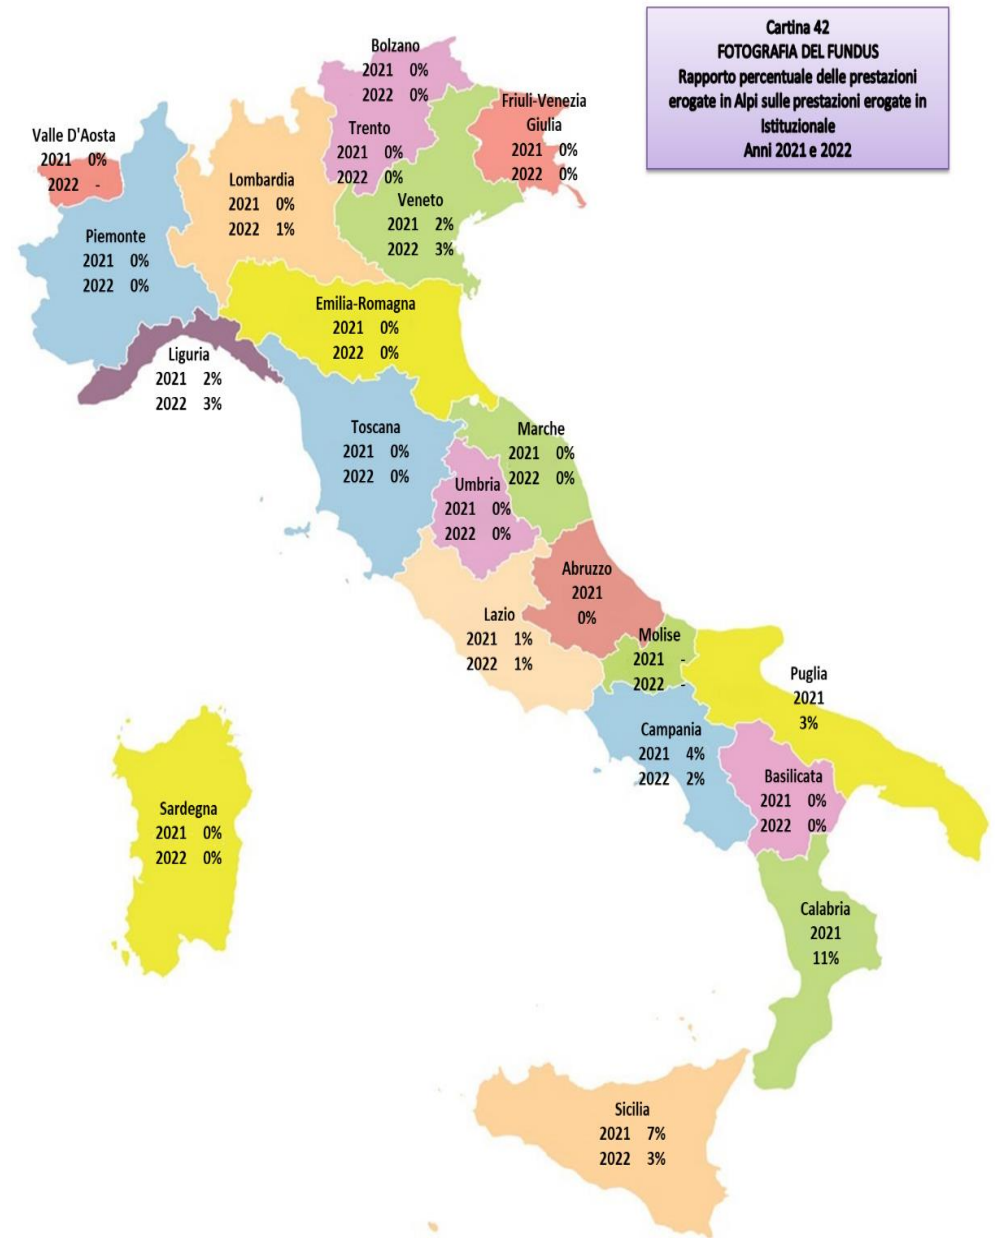 Cartina 42
FOTOGRAFIA DEL FUNDUS
Rapporto percentuale delle prestazioni
erogate in Alpi sulle prestazioni erogate in
Istituzionale
Anni 2021 e 2022
Bolzano
2021 0%
2022 0%
Friuli-Venezia
Giulia
2021 0%
2022 0%
Trento
2021 0%
2022 0%
Valle D'Aosta
2021 0%
2022 -
Lombardia
2021 0%
2022 1%
Veneto
2021 2%
2022 3%
Piemonte
2021 0%
2022 0%
Emilia-Romagna
2021 0%
2022 0%
Liguria
2021 2%
2022 3%
Toscana
2021 0%
2022 0%
Marche
2021 0%
2022 0%
Umbria
2021 0%
2022 0%
Abruzzo
2021
0%
Lazio
2021 1%
2022 1%
Molise
2021 -
2022 -
Puglia
2021
3%
Campania
2021 4%
2022 2%
Basilicata
2021 0%
2022 0%
Sardegna
2021 0%
2022 0%
Calabria
2021
11%
Sicilia
2021 7%
2022 3%